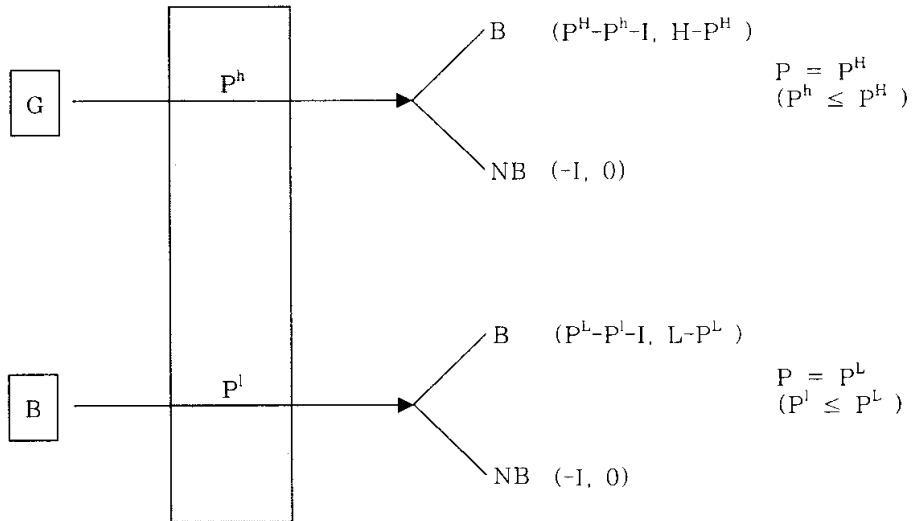 B (P^H-P^h-I, H-P^H )
P = P^H
P^h
G
(P^h ≤ P^H )
NB (-I, 0)
B (P^L-P^l-I, L-P^L )
P = P^L
P^l
B
(P^l ≤ P^L )
NB (-I, 0)